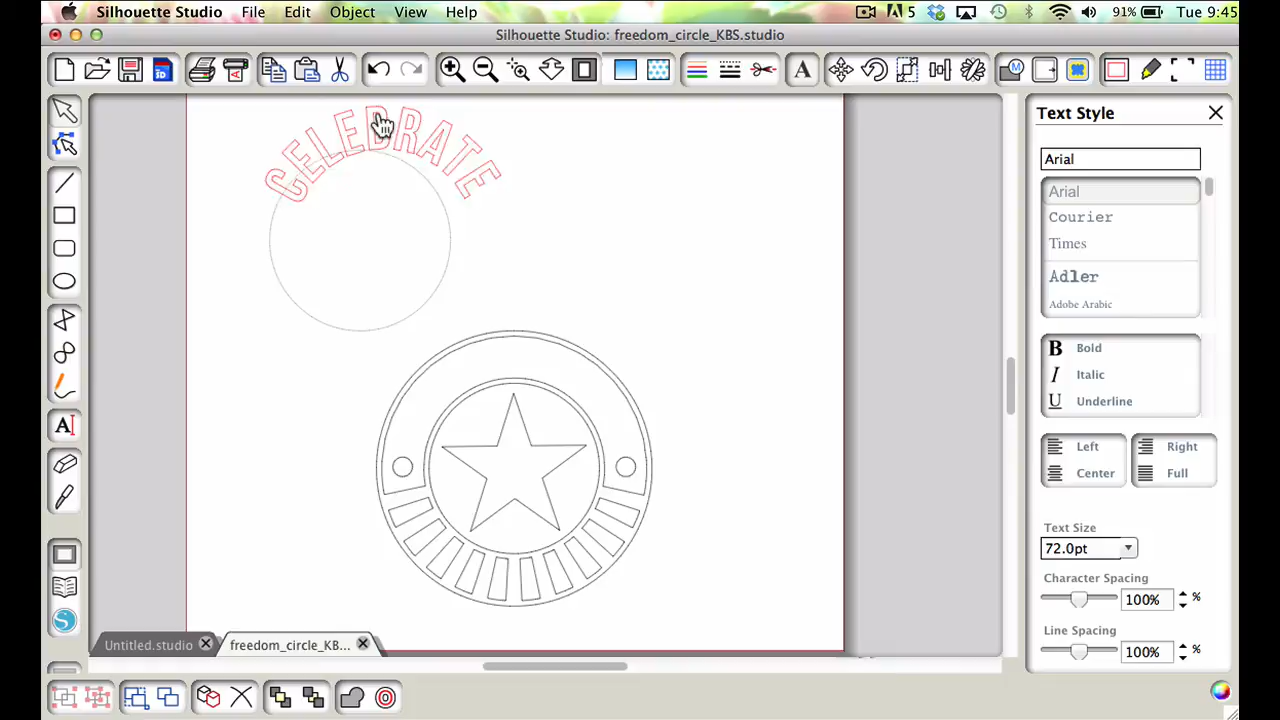 Silhouette Studio File Edit Object View Help 5 91% Tue 9:45
Silhouette Studio: freedom_circle_KBS.studio
SD
A
M
CELEBRATE
A
S
Text Style
Arial
Arial
Courier
Times
Adler
Adobe Arabic
B Bold
I Italic
U Underline
Left Right
Center Full
Text Size
72.0pt
Character Spacing
100% %
Line Spacing
100% %
Untitled.studio freedom_circle_KB...